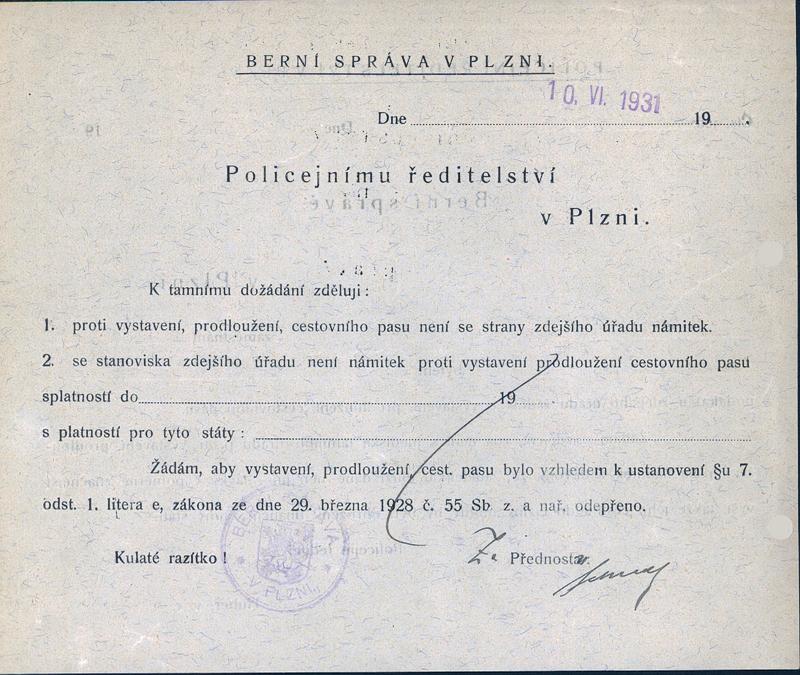 BERNÍ SPRÁVA V PLZNI.
10. VI. 1931
Dne 19 .
Policejnímu ředitelství
v Plzni.
K tamnímu dožádání zděluji:
1. proti vystavení, prodloužení, cestovního pasu není se strany zdejšího úřadu námitek.
2. se stanoviska zdejšího úřadu není námitek proti vystavení prodloužení cestovního pasu
splatností do 19
s platností pro tyto státy:
Žádám, aby vystavení, prodloužení, cest. pasu bylo vzhledem k ustanovení §u 7.
odst. 1. litera e, zákona ze dne 29. března 1928 č. 55 Sb z. a nař. odepřeno.
Kulaté razítko!
Za Přednosta:
BERNÍ SPRÁVA
V PLZNI